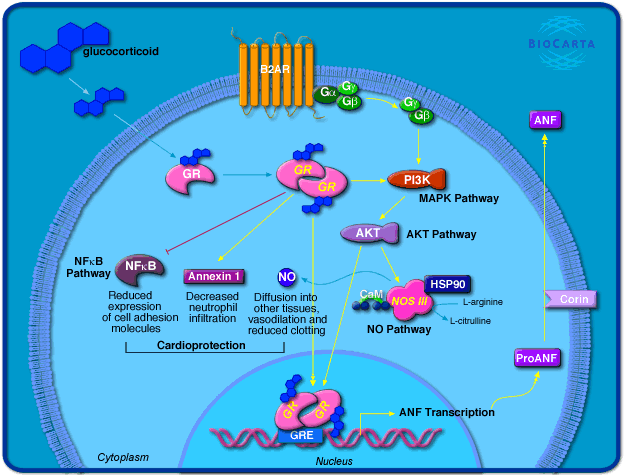 glucocorticoid
BIOCARTA
B2AR
Gα
Gγ
Gβ
Gγ
Gβ
ANF
GR
GR
GR
PI3K
MAPK Pathway
AKT
AKT Pathway
NFκB
Pathway
NFκB
Annexin 1
NO
CaM
NOS III
HSP90
L-arginine
L-citrulline
NO Pathway
Corin
Reduced
expression
of cell adhesion
molecules
Decreased
neutrophil
infiltration
Diffusion into
other tissues,
vasodilation and
reduced clotting
Cardioprotection
ProANF
GR
GR
GRE
ANF Transcription
Cytoplasm
Nucleus